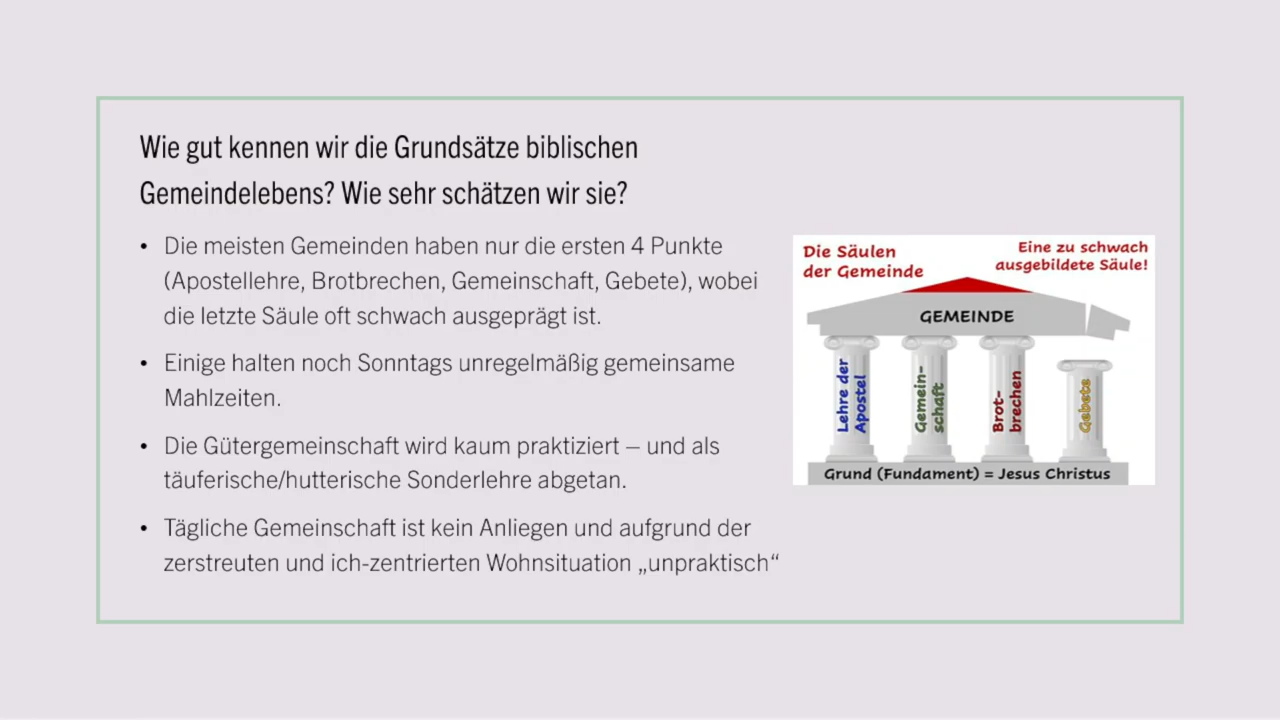 Wie gut kennen wir die Grundsätze biblischen
Gemeindelebens? Wie sehr schätzen wir sie?
• Die meisten Gemeinden haben nur die ersten 4 Punkte
(Apostellehre, Brotbrechen, Gemeinschaft, Gebete), wobei
die letzte Säule oft schwach ausgeprägt ist.
• Einige halten noch Sonntags unregelmäßig gemeinsame
Mahlzeiten.
• Die Gütergemeinschaft wird kaum praktiziert – und als
täuferische/hutterische Sonderlehre abgetan.
• Tägliche Gemeinschaft ist kein Anliegen und aufgrund der
zerstreuten und ich-zentrierten Wohnsituation „unpraktisch“
Die Säulen
der Gemeinde
Eine zu schwach
ausgebildete Säule!
GEMEINDE
Lehre der
Apostel
Gemein-
schaft
Brot-
brechen
Gebete
Grund (Fundament) = Jesus Christus